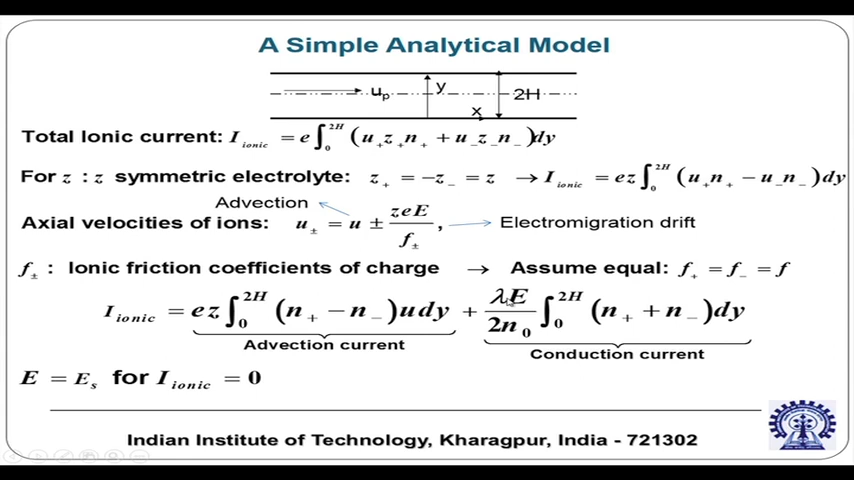 A Simple Analytical Model
u_p
y
x
2H
Total Ionic current: I_ionic = e∫_0^2H (u_+ z_+ n_+ + u_- z_- n_-)dy
For z : z symmetric electrolyte: z_+ = -z_- = z → I_ionic = ez∫_0^2H (u_+ n_+ - u_- n_-)dy
Advection
Axial velocities of ions: u_± = u ± zeE/f_± , Electromigration drift
f_± : Ionic friction coefficients of charge → Assume equal: f_+ = f_- = f
I_ionic = ez∫_0^2H (n_+ - n_-)udy + λE/2n_0 ∫_0^2H (n_+ + n_-)dy
Advection current
Conduction current
E = E_s for I_ionic = 0
Indian Institute of Technology, Kharagpur, India - 721302